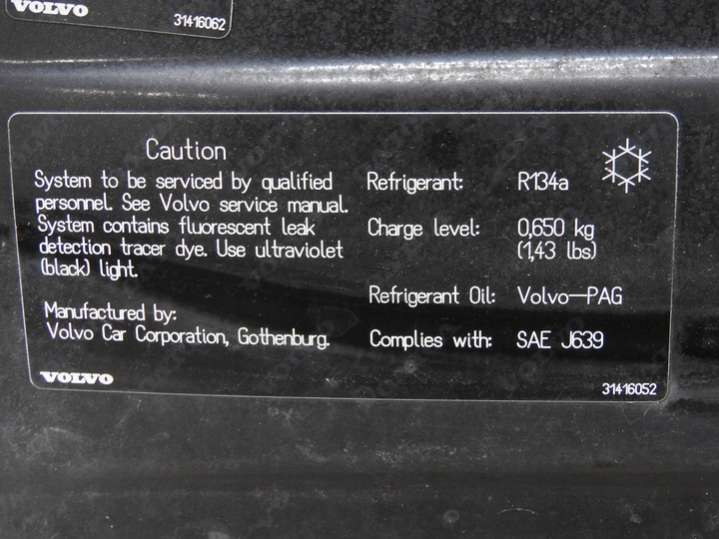 VOLVO
31416062
Caution
System to be serviced by qualified
personnel. See Volvo service manual.
System contains fluorescent leak
detection tracer dye. Use ultraviolet
(black) light.
Manufactured by:
Volvo Car Corporation, Gothenburg.
VOLVO
Refrigerant: R134a
Charge level: 0,650 kg
(1,43 lbs)
Refrigerant Oil: Volvo-PAG
Complies with: SAE J639
31416052